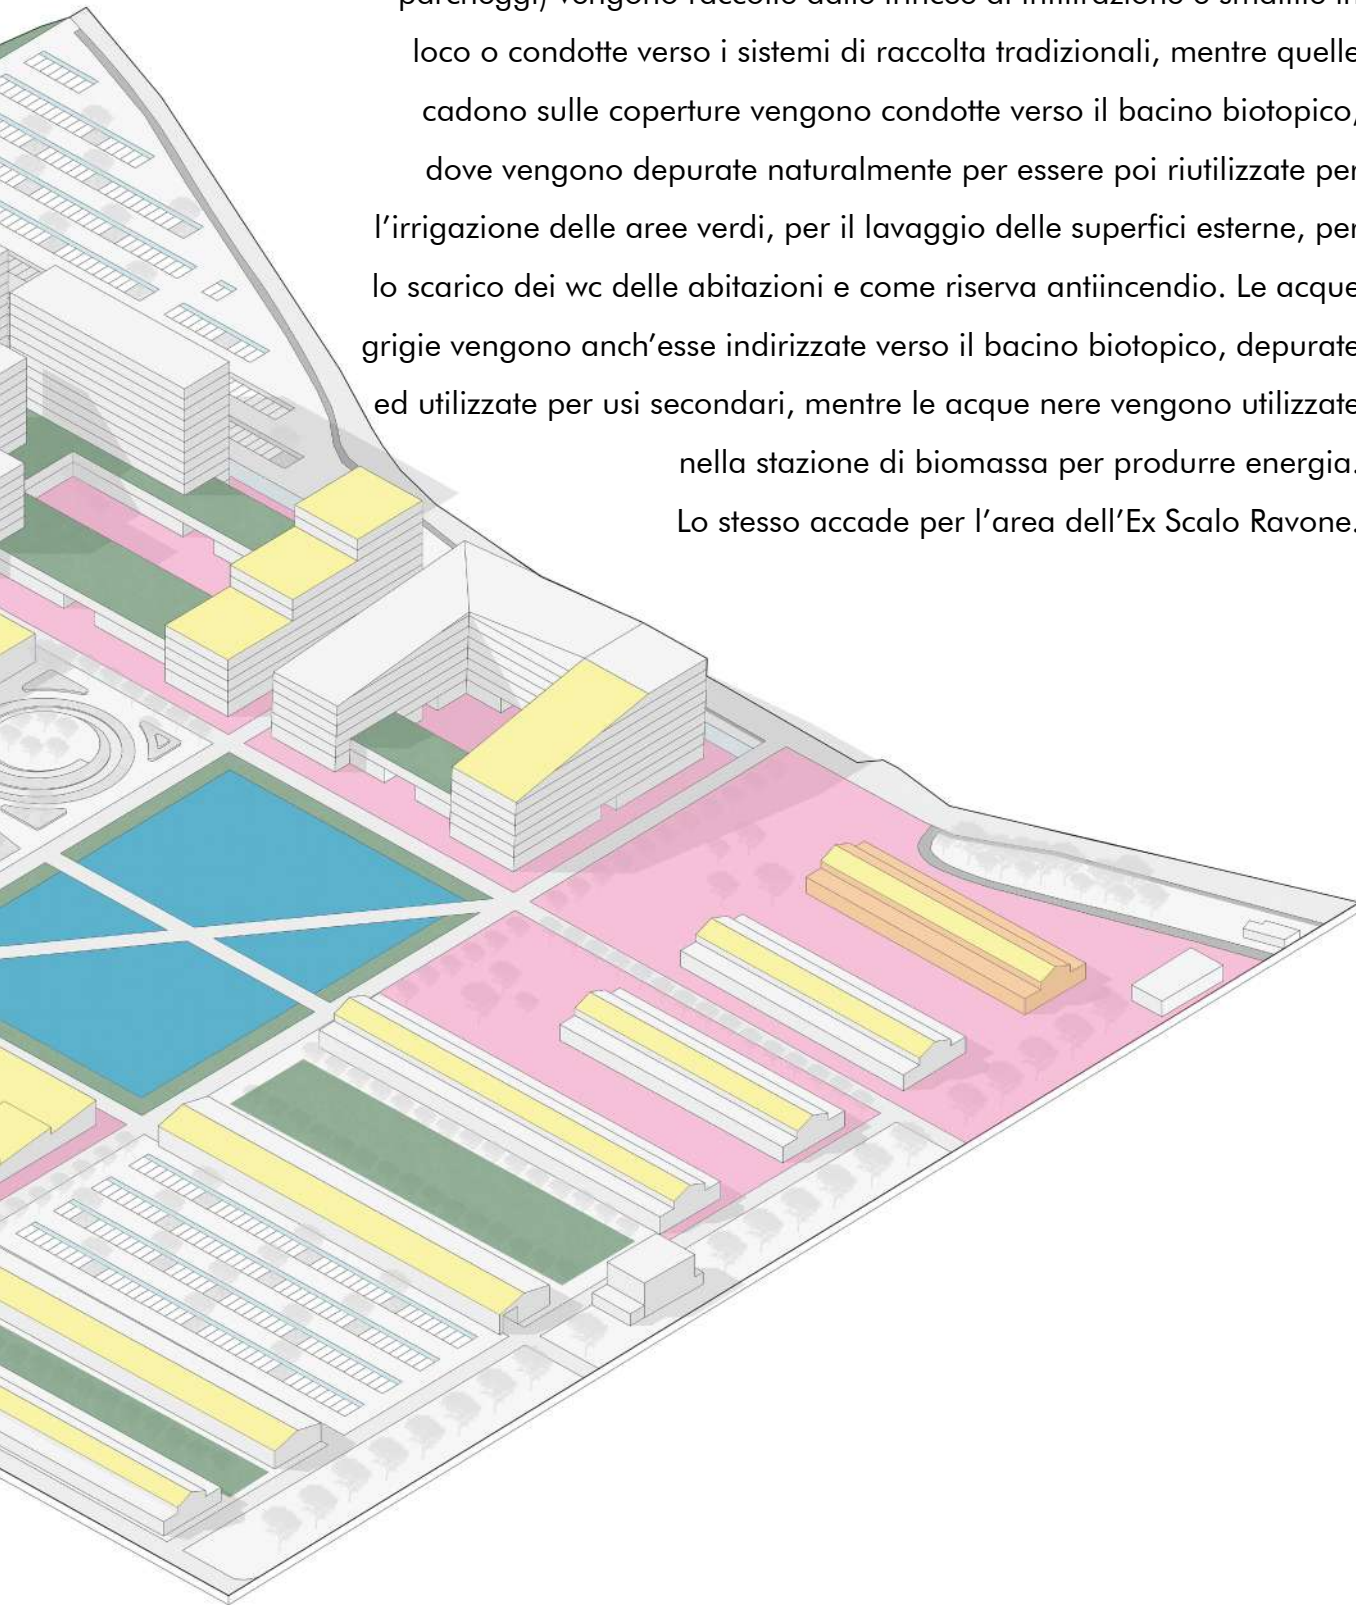 loco o condotte verso i sistemi di raccolta tradizionali, mentre quelle
cadono sulle coperture vengono condotte verso il bacino biotopico,
dove vengono depurate naturalmente per essere poi riutilizzate per
l’irrigazione delle aree verdi, per il lavaggio delle superfici esterne, per
lo scarico dei wc delle abitazioni e come riserva antiincendio. Le acque
grigie vengono anch’esse indirizzate verso il bacino biotopico, depurate
ed utilizzate per usi secondari, mentre le acque nere vengono utilizzate
nella stazione di biomassa per produrre energia.
Lo stesso accade per l’area dell’Ex Scalo Ravone.